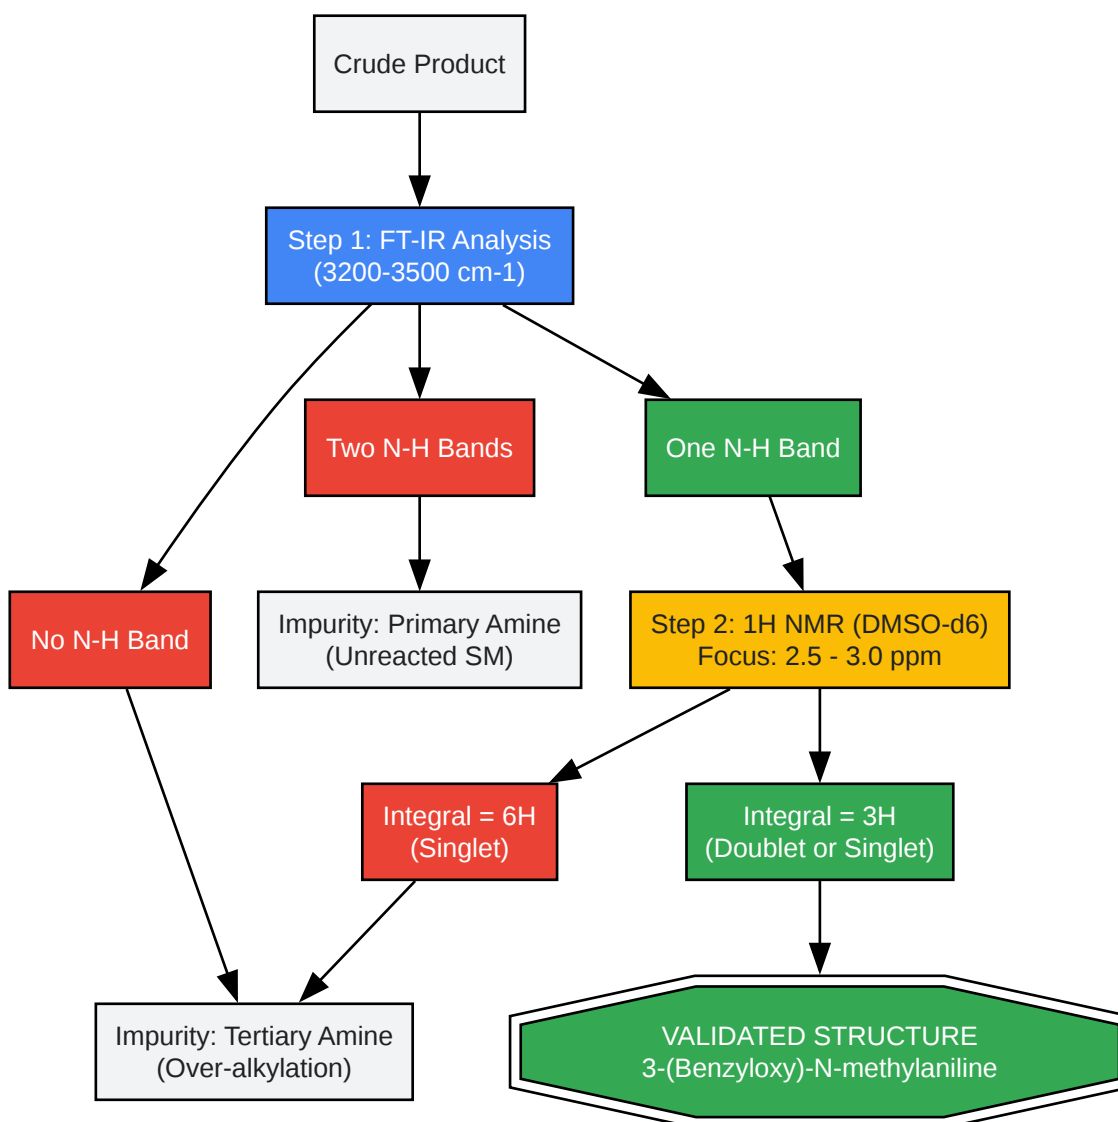 Crude Product
Step 1: FT-IR Analysis
(3200-3500 cm-1)
Two N-H Bands
One N-H Band
No N-H Band
Impurity: Primary Amine
(Unreacted SM)
Step 2: 1H NMR (DMSO-d6)
Focus: 2.5 - 3.0 ppm
Integral = 6H
(Singlet)
Integral = 3H
(Doublet or Singlet)
Impurity: Tertiary Amine
(Over-alkylation)
VALIDATED STRUCTURE
3-(Benzyloxy)-N-methylaniline